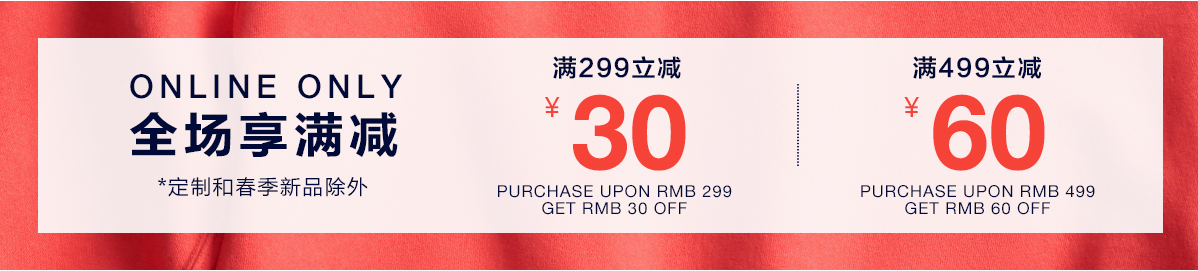 ONLINE ONLY
全场享满减
*定制和春季新品除外
满299立减
¥30
PURCHASE UPON RMB 299
GET RMB 30 OFF
满499立减
¥60
PURCHASE UPON RMB 499
GET RMB 60 OFF